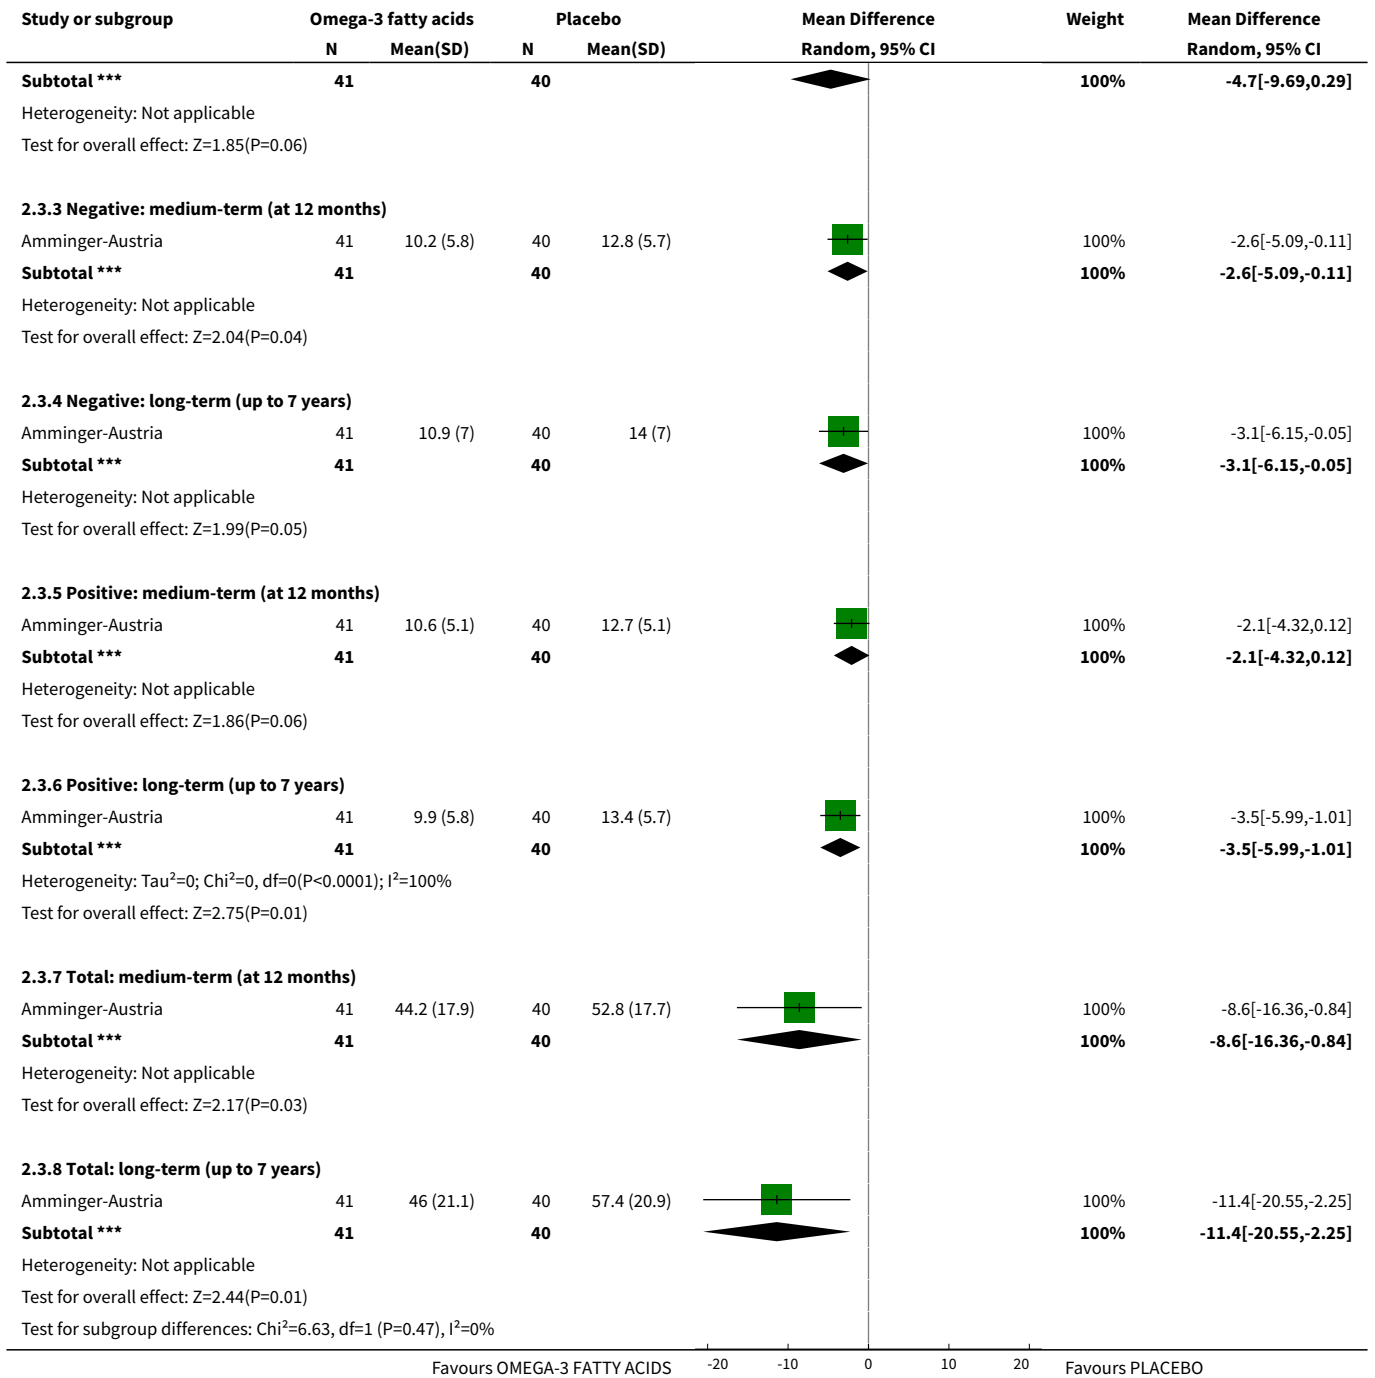 Study or subgroup Omega-3 fatty acids Placebo Mean Difference Weight Mean Difference
N Mean(SD) N Mean(SD) Random, 95% CI Random, 95% CI
Subtotal *** 41 40 100% -4.7[-9.69,0.29]
Heterogeneity: Not applicable
Test for overall effect: Z=1.85(P=0.06)
2.3.3 Negative: medium-term (at 12 months)
Amminger-Austria 41 10.2 (5.8) 40 12.8 (5.7) 100% -2.6[-5.09,-0.11]
Subtotal *** 41 40 100% -2.6[-5.09,-0.11]
Heterogeneity: Not applicable
Test for overall effect: Z=2.04(P=0.04)
2.3.4 Negative: long-term (up to 7 years)
Amminger-Austria 41 10.9 (7) 40 14 (7) 100% -3.1[-6.15,-0.05]
Subtotal *** 41 40 100% -3.1[-6.15,-0.05]
Heterogeneity: Not applicable
Test for overall effect: Z=1.99(P=0.05)
2.3.5 Positive: medium-term (at 12 months)
Amminger-Austria 41 10.6 (5.1) 40 12.7 (5.1) 100% -2.1[-4.32,0.12]
Subtotal *** 41 40 100% -2.1[-4.32,0.12]
Heterogeneity: Not applicable
Test for overall effect: Z=1.86(P=0.06)
2.3.6 Positive: long-term (up to 7 years)
Amminger-Austria 41 9.9 (5.8) 40 13.4 (5.7) 100% -3.5[-5.99,-1.01]
Subtotal *** 41 40 100% -3.5[-5.99,-1.01]
Heterogeneity: Tau²=0; Chi²=0, df=0(P<0.0001); I²=100%
Test for overall effect: Z=2.75(P=0.01)
2.3.7 Total: medium-term (at 12 months)
Amminger-Austria 41 44.2 (17.9) 40 52.8 (17.7) 100% -8.6[-16.36,-0.84]
Subtotal *** 41 40 100% -8.6[-16.36,-0.84]
Heterogeneity: Not applicable
Test for overall effect: Z=2.17(P=0.03)
2.3.8 Total: long-term (up to 7 years)
Amminger-Austria 41 46 (21.1) 40 57.4 (20.9) 100% -11.4[-20.55,-2.25]
Subtotal *** 41 40 100% -11.4[-20.55,-2.25]
Heterogeneity: Not applicable
Test for overall effect: Z=2.44(P=0.01)
Test for subgroup differences: Chi²=6.63, df=1 (P=0.47), I²=0%
Favours OMEGA-3 FATTY ACIDS -20 -10 0 10 20 Favours PLACEBO